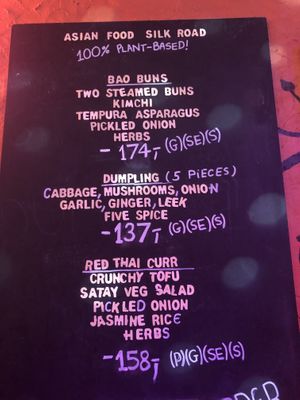 ASIAN FOOD SILK ROAD
100% PLANT-BASED!
BAO BUNS
TWO STEAMED BUNS
KIMCHI
TEMPURA ASPARAGUS
PICKLED ONION
HERBS
- 174,- (G)(SE)(S)
DUMPLING (5 PiECES)
CABBAGE, MUSHROOMS, ONION
GARLIC, GINGER, LEEK
FIVE SPICE
-137,- (G)(SE)(S)
RED THAI CURR
CRUNCHY TOFU
SATAY VEG SALAD
PICKLED ONION
JASMINE RICE
HERBS
-158,- (P)(G)(SE)(S)